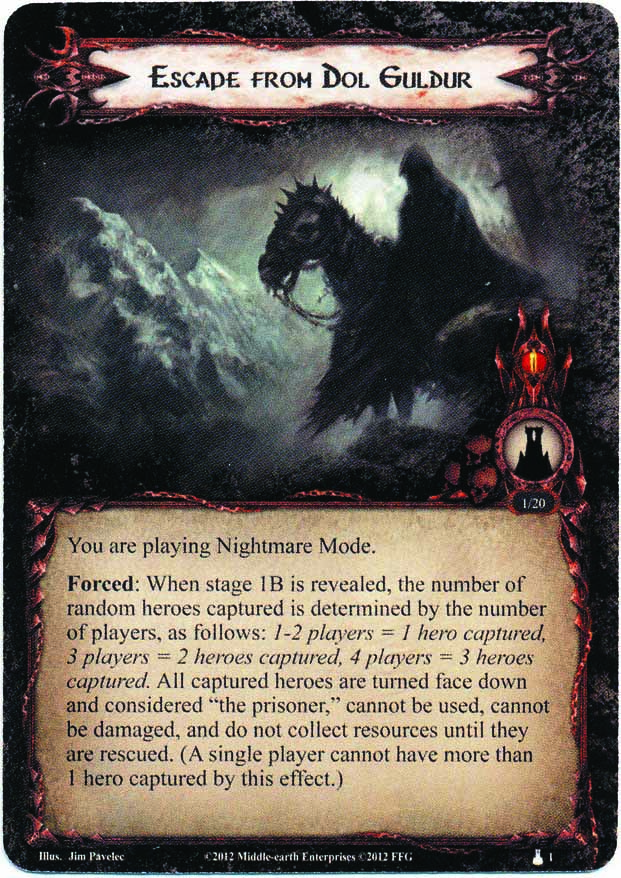 Escape from Dol Guldur
1/20
You are playing Nightmare Mode.
Forced: When stage 1B is revealed, the number of
random heroes captured is determined by the number
of players, as follows: 1-2 players = 1 hero captured,
3 players = 2 heroes captured, 4 players = 3 heroes
captured. All captured heroes are turned face down
and considered “the prisoner,” cannot be used, cannot
be damaged, and do not collect resources until they
are rescued. (A single player cannot have more than
1 hero captured by this effect.)
Illus. Jim Pavelec ©2012 Middle-earth Enterprises ©2012 FFG 1